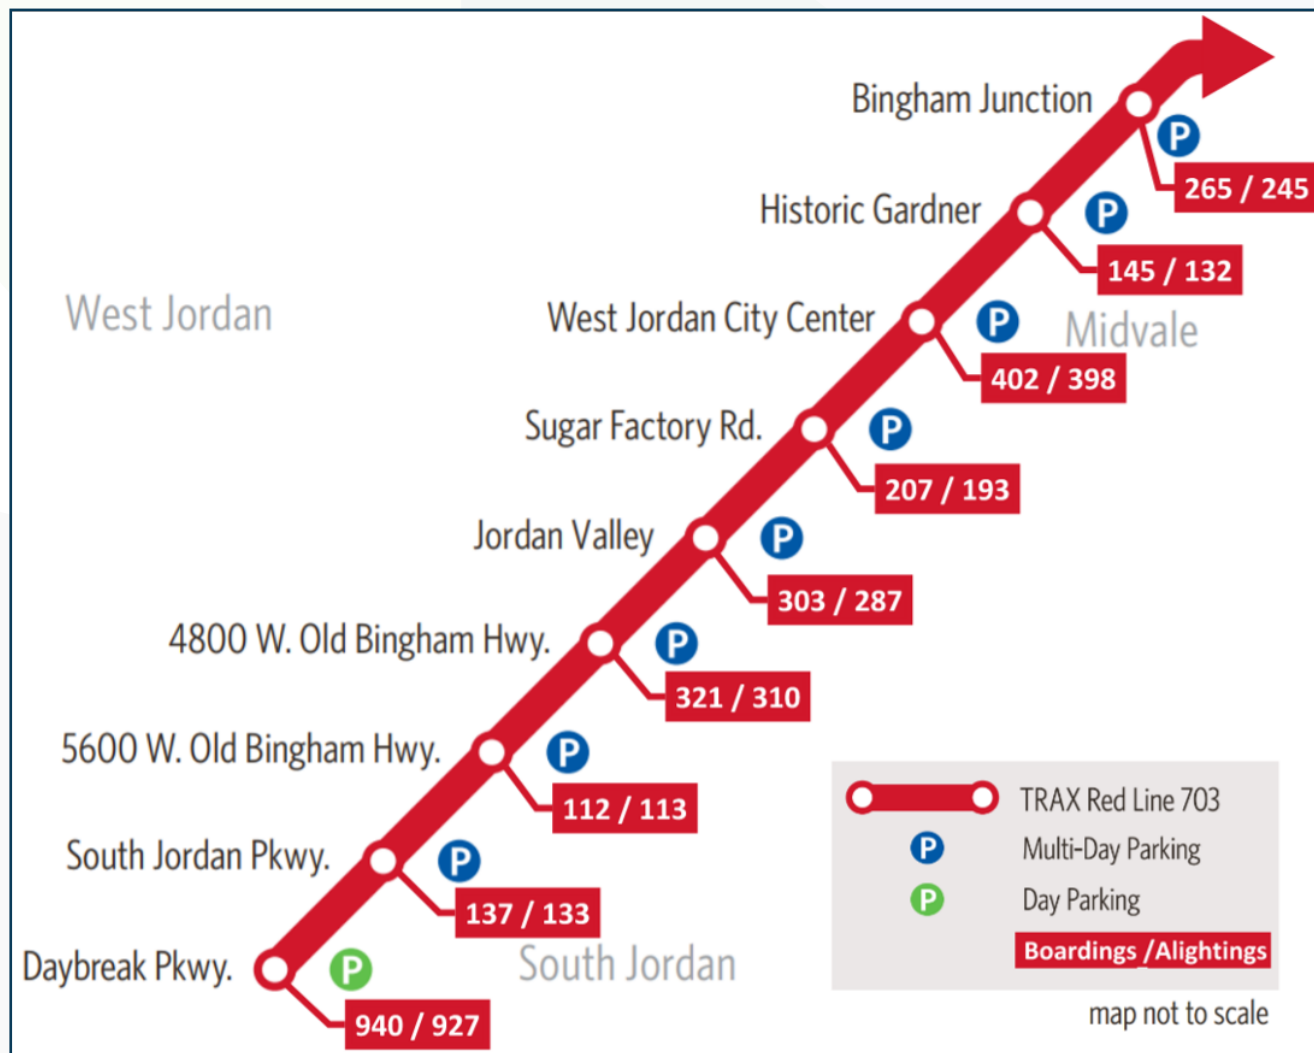 Bingham Junction
P
265 / 245
Historic Gardner
P
145 / 132
West Jordan
West Jordan City Center
P
Midvale
402 / 398
Sugar Factory Rd.
P
207 / 193
Jordan Valley
P
303 / 287
4800 W. Old Bingham Hwy.
P
321 / 310
5600 W. Old Bingham Hwy.
P
112 / 113
South Jordan Pkwy.
P
137 / 133
Daybreak Pkwy.
P
South Jordan
940 / 927
TRAX Red Line 703
P Multi-Day Parking
P Day Parking
Boardings /Alightings
map not to scale